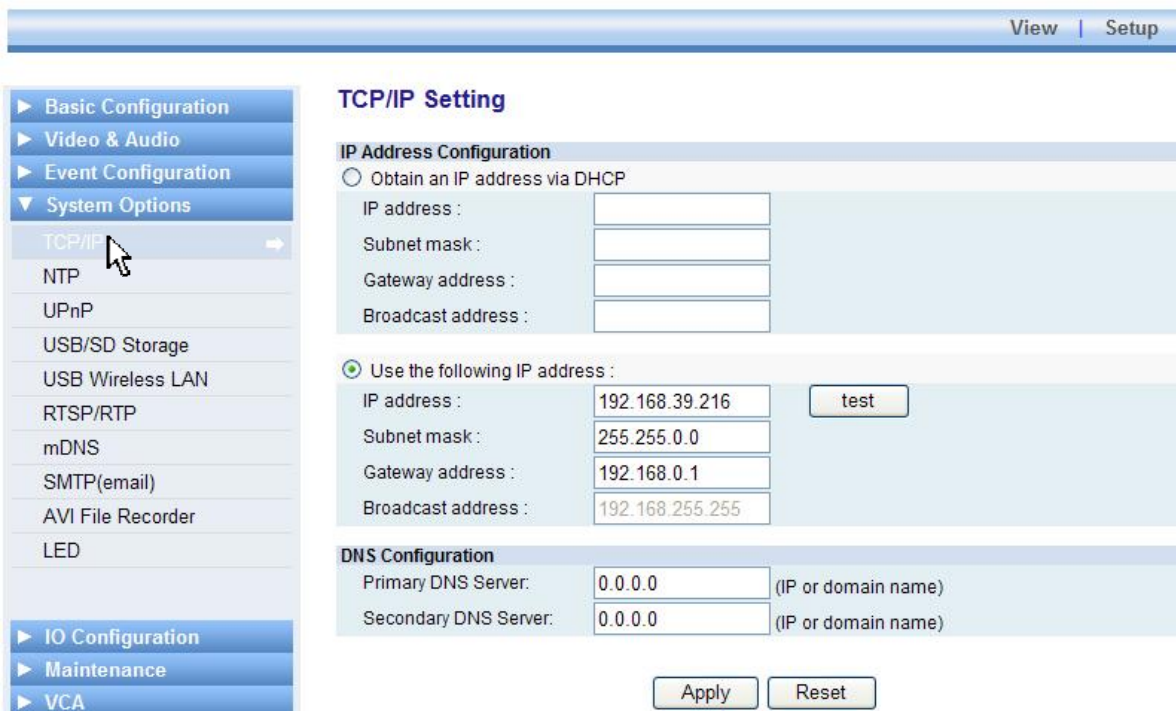 View | Setup
Basic Configuration
Video & Audio
Event Configuration
System Options
TCP/IP
NTP
UPnP
USB/SD Storage
USB Wireless LAN
RTSP/RTP
mDNS
SMTP(email)
AVI File Recorder
LED
IO Configuration
Maintenance
VCA
TCP/IP Setting
IP Address Configuration
Obtain an IP address via DHCP
IP address :
Subnet mask :
Gateway address :
Broadcast address :
Use the following IP address :
IP address : 192.168.39.216 test
Subnet mask : 255.255.0.0
Gateway address : 192.168.0.1
Broadcast address : 192.168.255.255
DNS Configuration
Primary DNS Server: 0.0.0.0 (IP or domain name)
Secondary DNS Server: 0.0.0.0 (IP or domain name)
Apply Reset